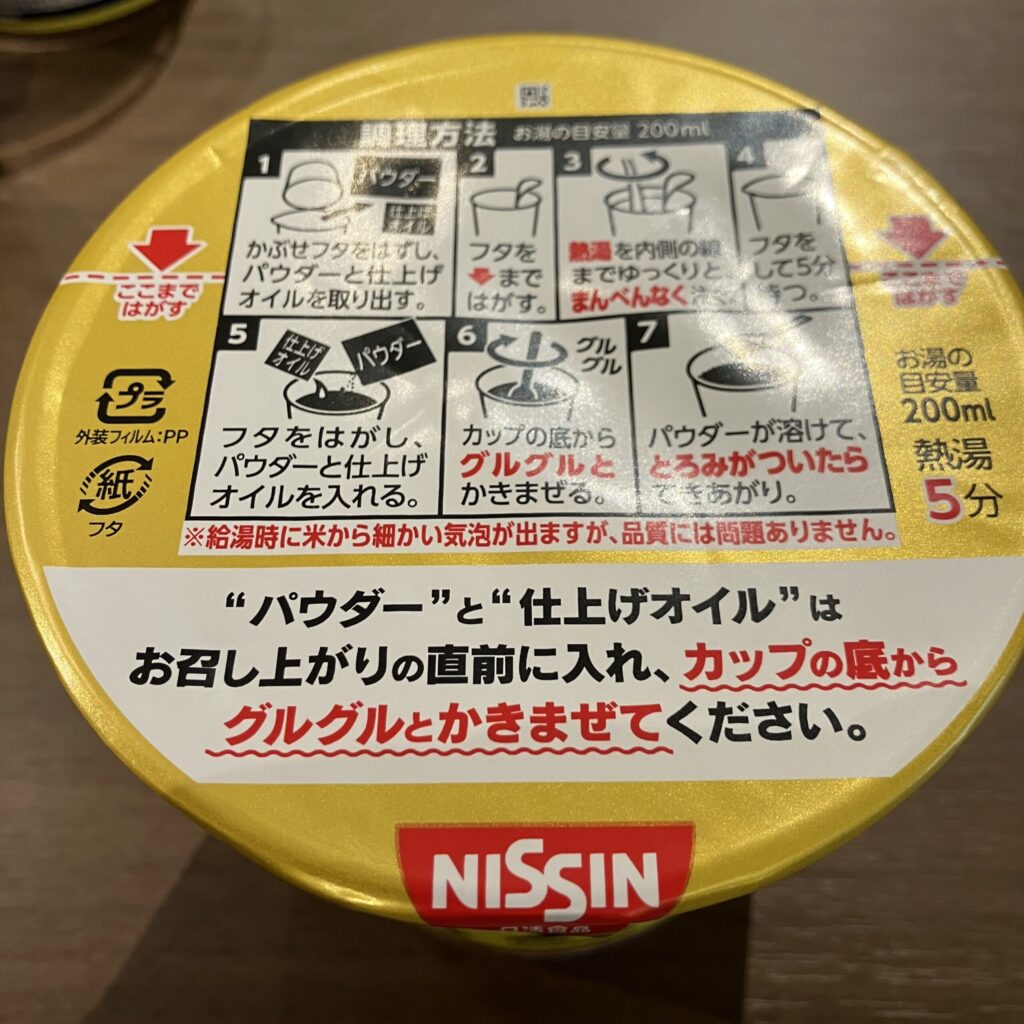 調理方法 お湯の目安量 200ml
1
パウダー
仕上げ
オイル
かぶせフタをはずし、
パウダーと仕上げ
オイルを取り出す。
2
フタを
まで
はがす。
3
熱湯を内側の線
までゆっくりと、
まんべんなく
4
フタを
して5分
待つ。
5
仕上げ
オイル
パウダー
フタをはがし、
パウダーと仕上げ
オイルを入れる。
6
グル
グル
カップの底から
グルグルと
かきまぜる。
7
パウダーが溶けて、
とろみがついたら
できあがり。
※給湯時に米から細かい気泡が出ますが、品質には問題ありません。
ここまで
はがす
プラ
外装フィルム:PP
紙
フタ
はがす
お湯の
目安量
200ml
熱湯
5分
“パウダー”と“仕上げオイル”は
お召し上がりの直前に入れ、カップの底から
グルグルとかきまぜてください。
NISSIN
日清食品